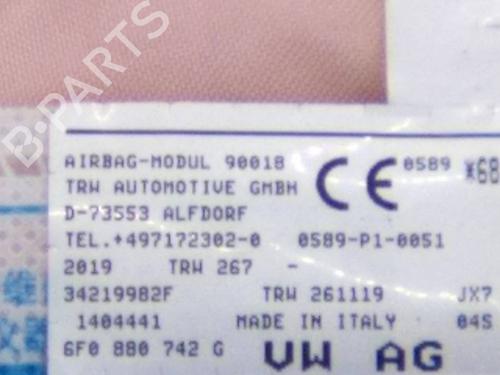 B-PARTS
AIRBAG-MODUL 90018
TRW AUTOMOTIVE GMBH CE 0589 *68
D-73553 ALFDORF
TEL.+497172302-0 0589-P1-0051
2019 TRW 267 -
34219982F TRW 261119 JX7
1404441 MADE IN ITALY 04S
6F0 880 742 G VW AG